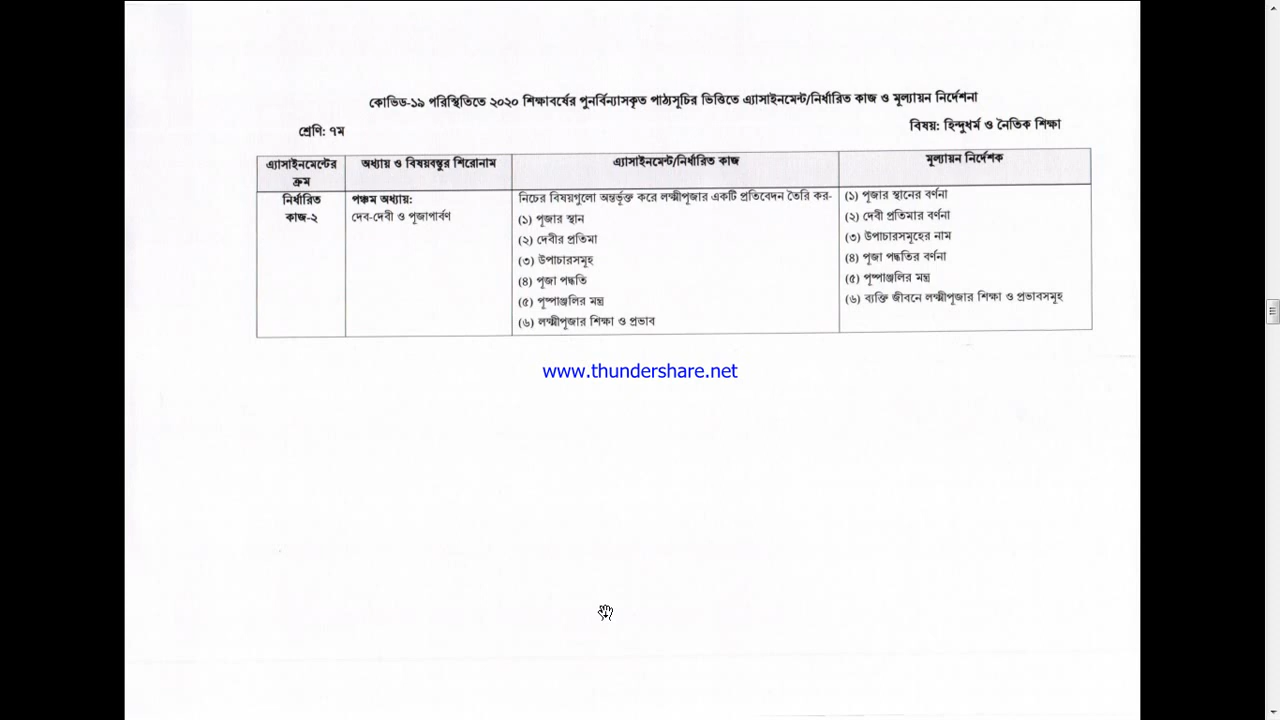 কোভিড-১৯ পরিস্থিতিতে ২০২০ শিক্ষাবর্ষের পুনর্বিন্যাসকৃত পাঠ্যসূচির ভিত্তিতে এ্যাসাইনমেন্ট/নির্ধারিত কাজ ও মূল্যায়ন নির্দেশনা
শ্রেণি: ৭ম
বিষয়: হিন্দুধর্ম ও নৈতিক শিক্ষা
এ্যাসাইনমেন্টের
ক্রম
অধ্যায় ও বিষয়বস্তুর শিরোনাম
এ্যাসাইনমেন্ট/নির্ধারিত কাজ
মূল্যায়ন নির্দেশক
নির্ধারিত
কাজ-২
পঞ্চম অধ্যায়:
দেব-দেবী ও পূজাপার্বণ
নিচের বিষয়গুলো অন্তর্ভূক্ত করে লক্ষ্মীপূজার একটি প্রতিবেদন তৈরি কর-
(১) পূজার স্থান
(২) দেবীর প্রতিমা
(৩) উপাচারসমূহ
(৪) পূজা পদ্ধতি
(৫) পুষ্পাঞ্জলির মন্ত্র
(৬) লক্ষ্মীপূজার শিক্ষা ও প্রভাব
(১) পূজার স্থানের বর্ণনা
(২) দেবী প্রতিমার বর্ণনা
(৩) উপাচারসমূহের নাম
(৪) পূজা পদ্ধতির বর্ণনা
(৫) পুষ্পাঞ্জলির মন্ত্র
(৬) ব্যক্তি জীবনে লক্ষ্মীপূজার শিক্ষা ও প্রভাবসমূহ
www.thundershare.net